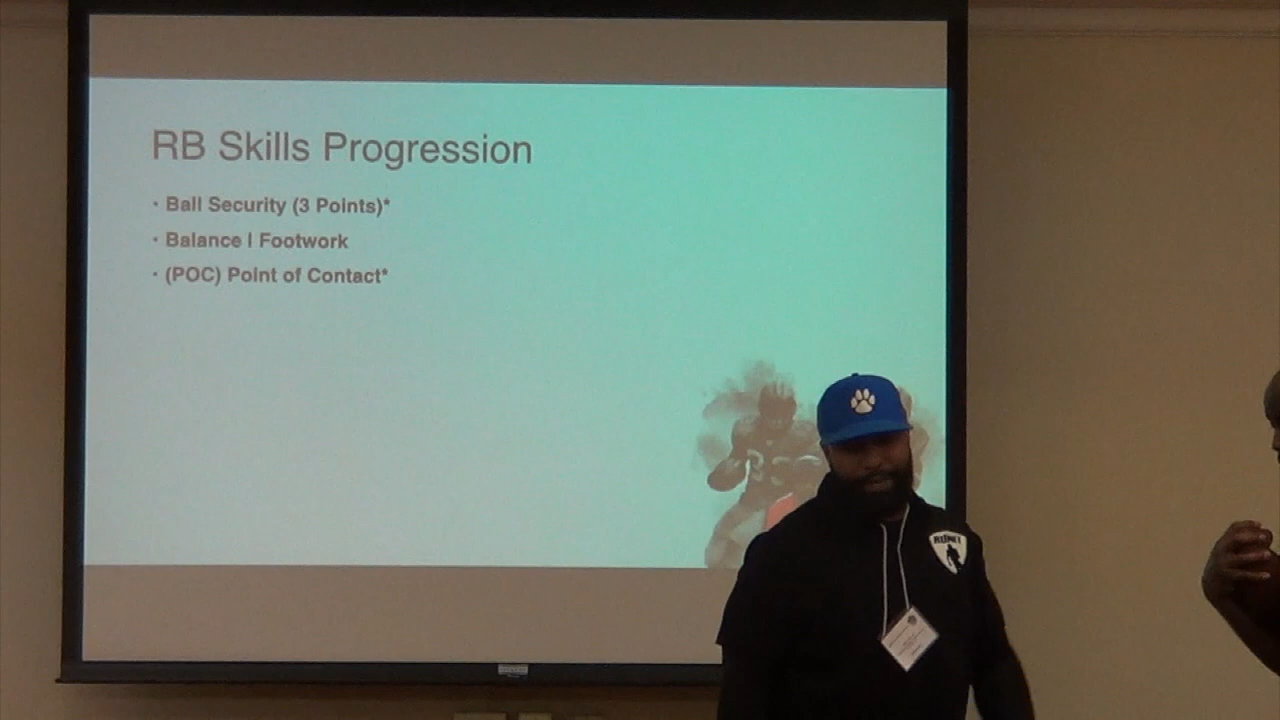 RB Skills Progression
• Ball Security (3 Points)*
• Balance | Footwork
• (POC) Point of Contact*